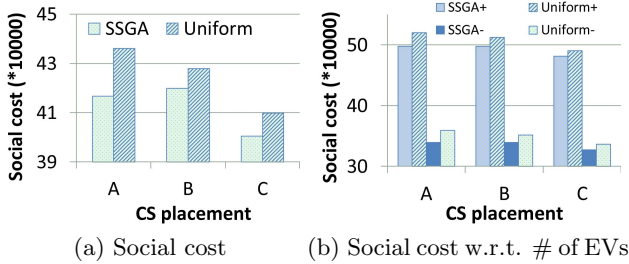 Social cost (*10000)
45
43
41
39
SSGA Uniform
A B C
CS placement
(a) Social cost
SSGA+ Uniform+
SSGA- Uniform-
Social cost (*10000)
50
40
30
A B C
CS placement
(b) Social cost w.r.t. # of EVs